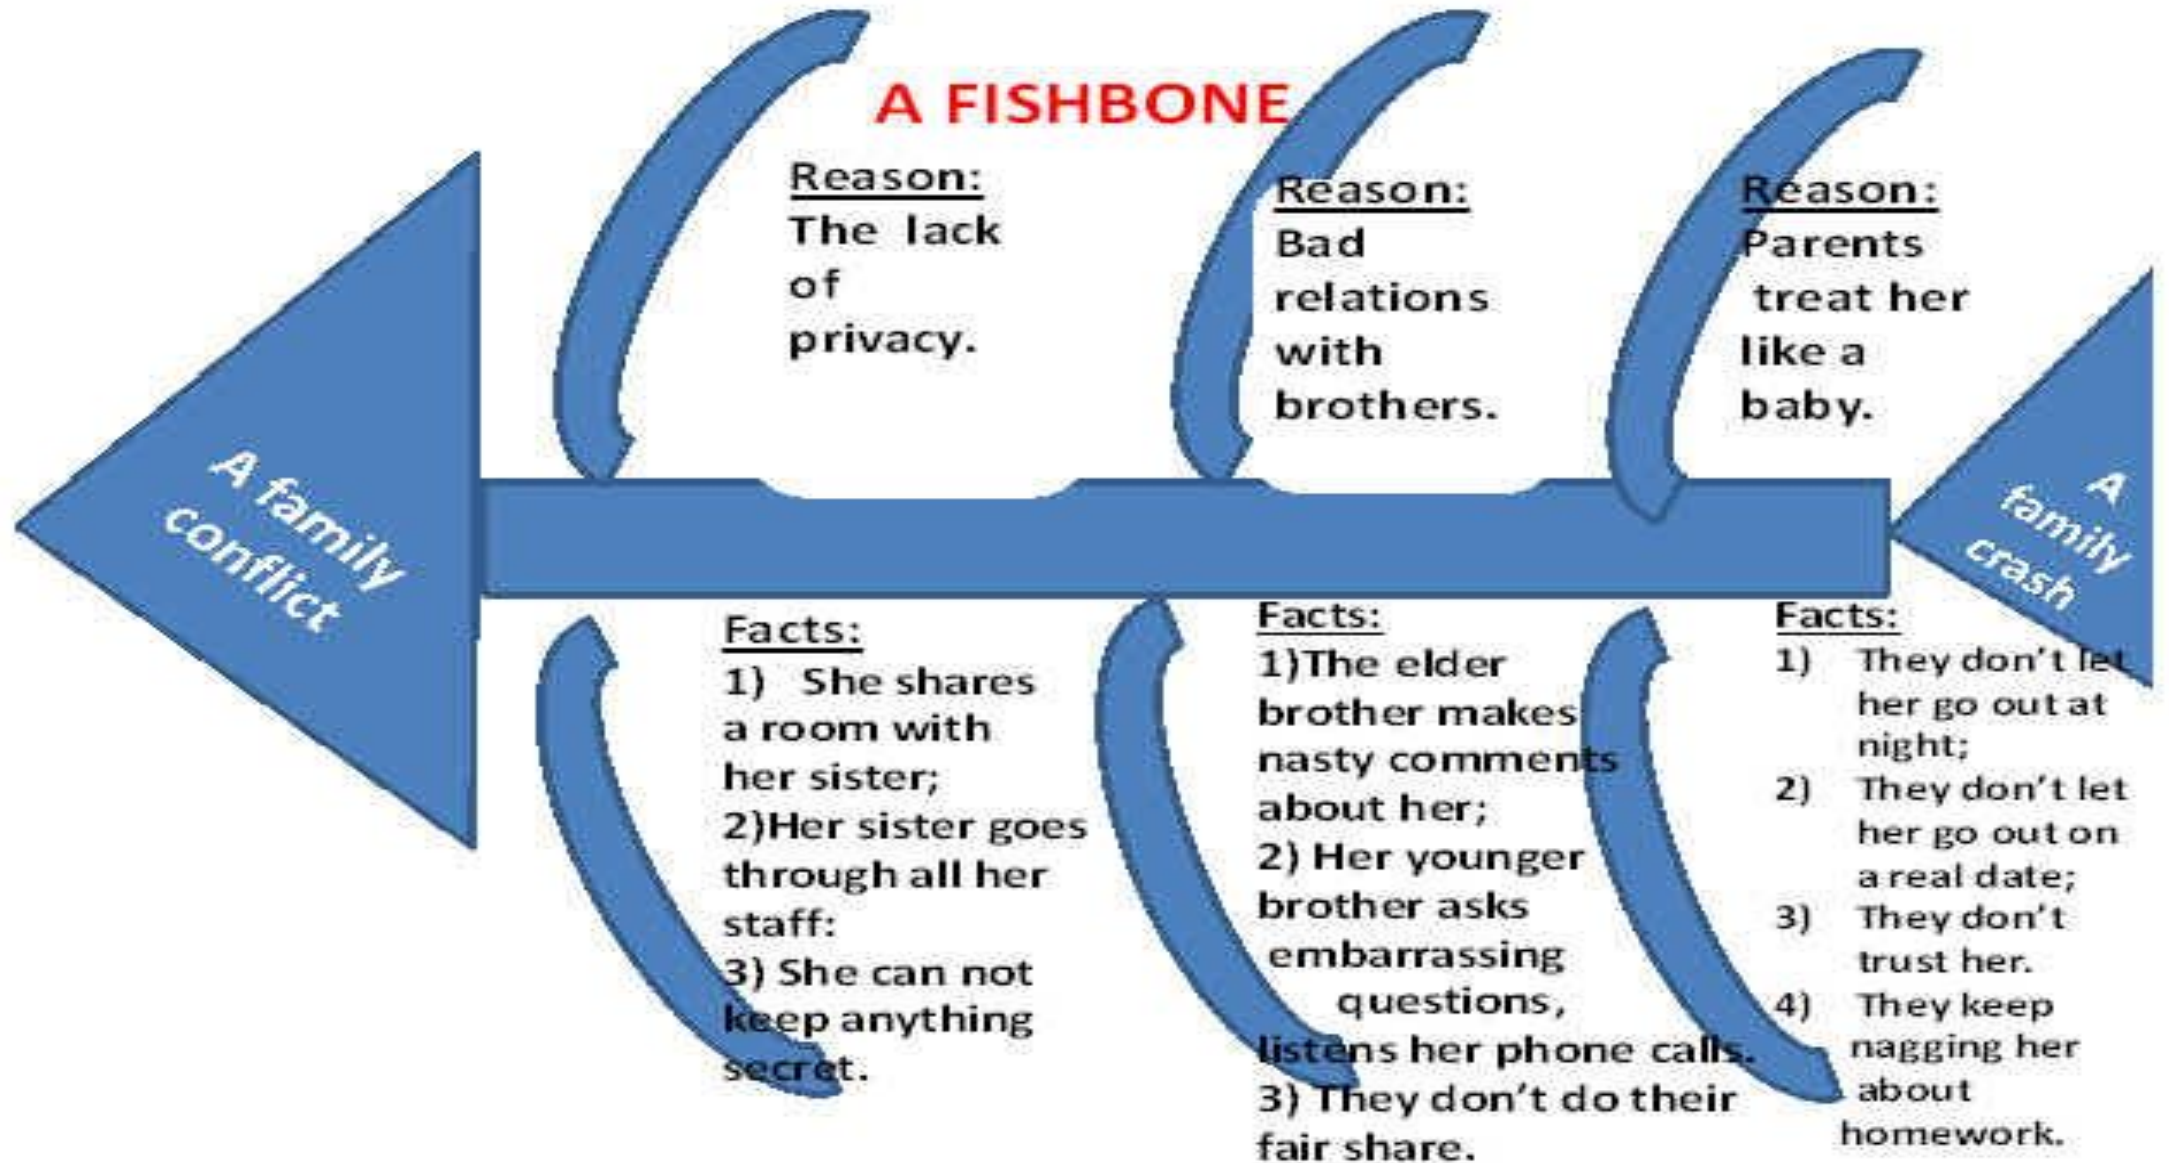 A FISHBONE
A family
conflict
Reason:
The lack
of
privacy.
Reason:
Bad
relations
with
brothers.
Reason:
Parents
treat her
like a
baby.
A
family
crash
Facts:
1) She shares
a room with
her sister;
2)Her sister goes
through all her
staff:
3) She can not
keep anything
secret.
Facts:
1)The elder
brother makes
nasty comments
about her;
2) Her younger
brother asks
embarrassing
questions,
listens her phone calls.
3) They don't do their
fair share.
Facts:
1) They don't let
her go out at
night;
2) They don't let
her go out on
a real date;
3) They don't
trust her.
4) They keep
nagging her
about
homework.